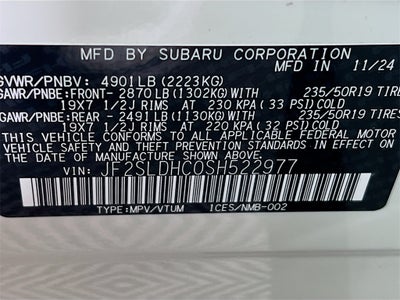 MFD BY SUBARU CORPORATION 11/24
GVWR/PNBV: 4901LB (2223KG)
GAWR/PNBE:FRONT- 2870LB(1302KG)WITH 235/50R19 TIRES
19X7 1/2J RIMS AT 230 KPA (33 PSI)COLD
GAWR/PNBE:REAR - 2491LB(1130KG)WITH 235/50R19 TIRES
19X7 1/2J RIMS AT 220 KPA(32 PSI)COLD
THIS VEHICLE CONFORMS TO ALL APPLICABLE FEDERAL MOTOR
VEHICLE SAFETY AND THEFT PREVENTION STANDARDS IN EFFECT
ON THE DATE OF MANUFACTURE SHOWN ABOVE.
VIN: JF2SLDHC0SH522977
TYPE:MPV/VTUM ICES/NMB-002